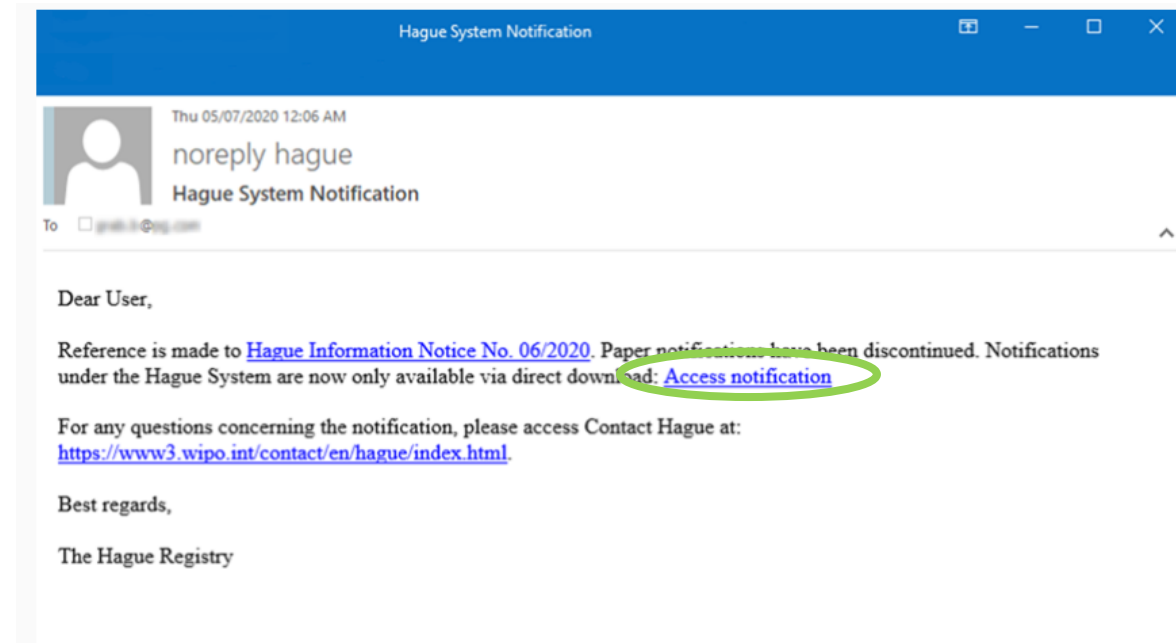 Hague System Notification
Thu 05/07/2020 12:06 AM
noreply hague
Hague System Notification
To
Dear User,
Reference is made to Hague Information Notice No. 06/2020. Paper notifications have been discontinued. Notifications
under the Hague System are now only available via direct download: Access notification
For any questions concerning the notification, please access Contact Hague at:
https://www3.wipo.int/contact/en/hague/index.html.
Best regards,
The Hague Registry